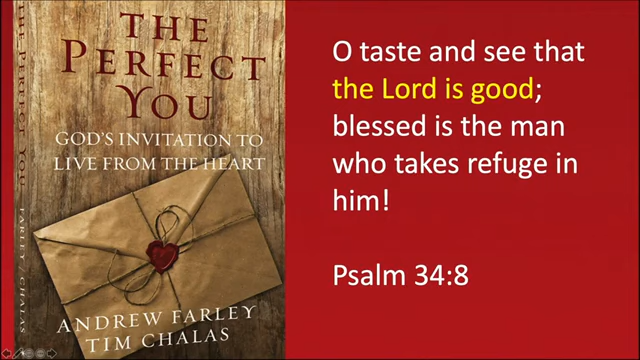 THE PERFECT YOU
FARLEY / CHALAS
THE
PERFECT
YOU
GOD'S INVITATION TO
LIVE FROM THE HEART
ANDREW FARLEY
TIM CHALAS
O taste and see that
the Lord is good;
blessed is the man
who takes refuge in
him!
Psalm 34:8